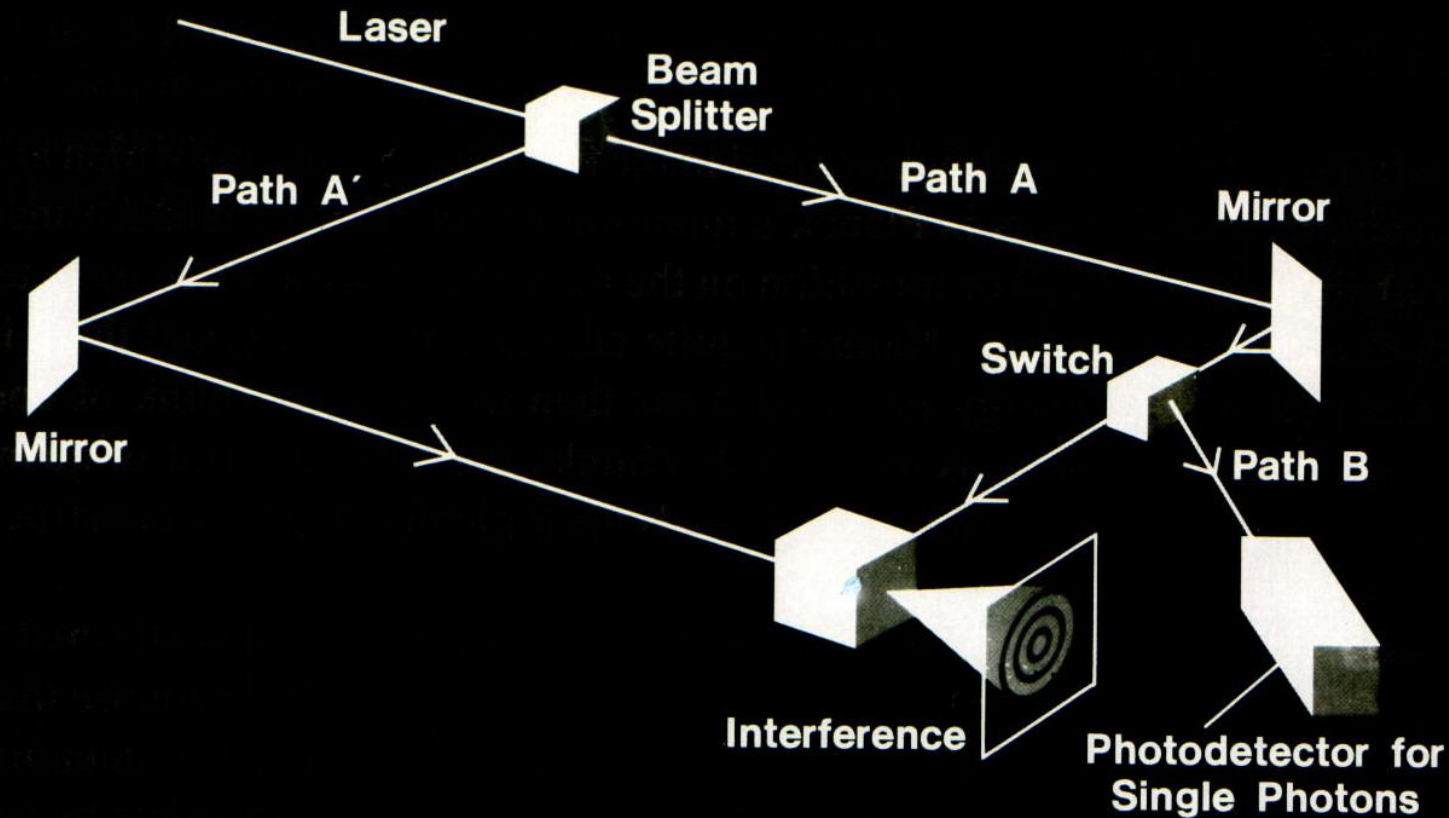 Laser
Beam
Splitter
Path A´
Path A
Mirror
Switch
Mirror
Path B
Interference
Photodetector for
Single Photons